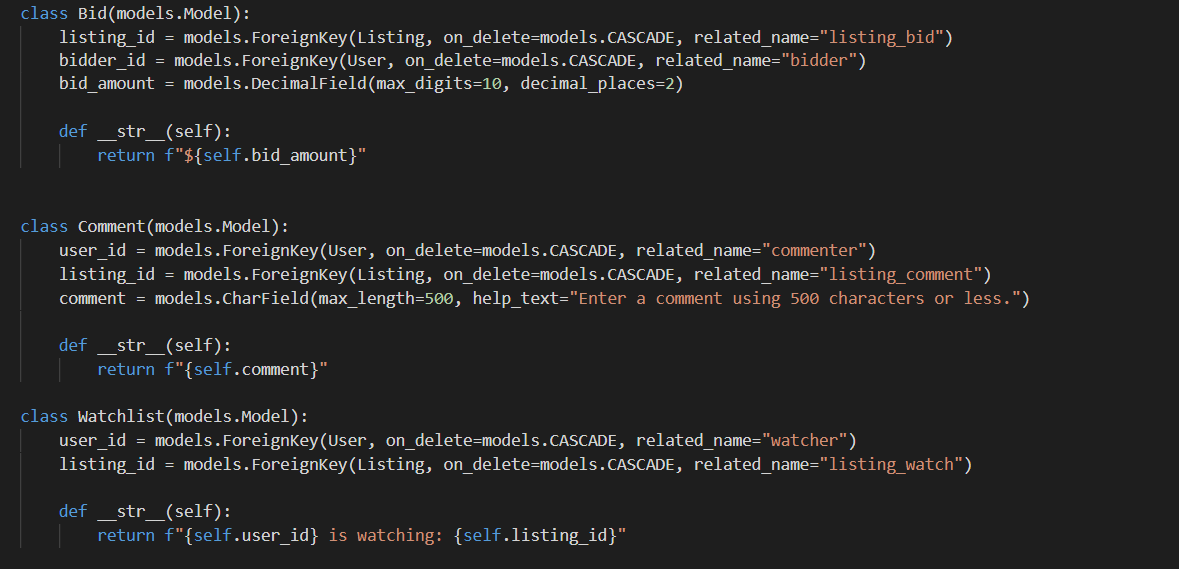 class Bid(models.Model):
    listing_id = models.ForeignKey(Listing, on_delete=models.CASCADE, related_name="listing_bid")
    bidder_id = models.ForeignKey(User, on_delete=models.CASCADE, related_name="bidder")
    bid_amount = models.DecimalField(max_digits=10, decimal_places=2)

    def __str__(self):
        return f"${self.bid_amount}"


class Comment(models.Model):
    user_id = models.ForeignKey(User, on_delete=models.CASCADE, related_name="commenter")
    listing_id = models.ForeignKey(Listing, on_delete=models.CASCADE, related_name="listing_comment")
    comment = models.CharField(max_length=500, help_text="Enter a comment using 500 characters or less.")

    def __str__(self):
        return f"{self.comment}"

class Watchlist(models.Model):
    user_id = models.ForeignKey(User, on_delete=models.CASCADE, related_name="watcher")
    listing_id = models.ForeignKey(Listing, on_delete=models.CASCADE, related_name="listing_watch")

    def __str__(self):
        return f"{self.user_id} is watching: {self.listing_id}"